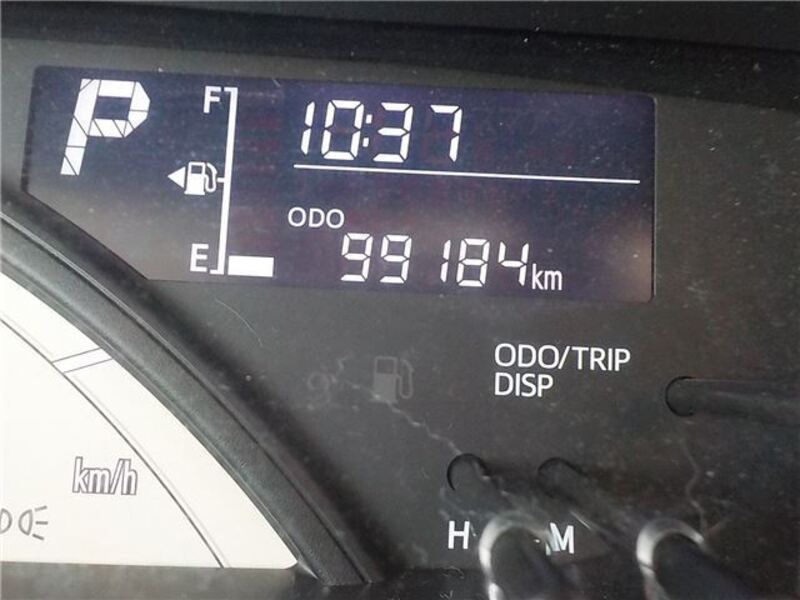 P
F
10:37
ODO
E
99184km
ODO/TRIP
DISP
km/h
H
M